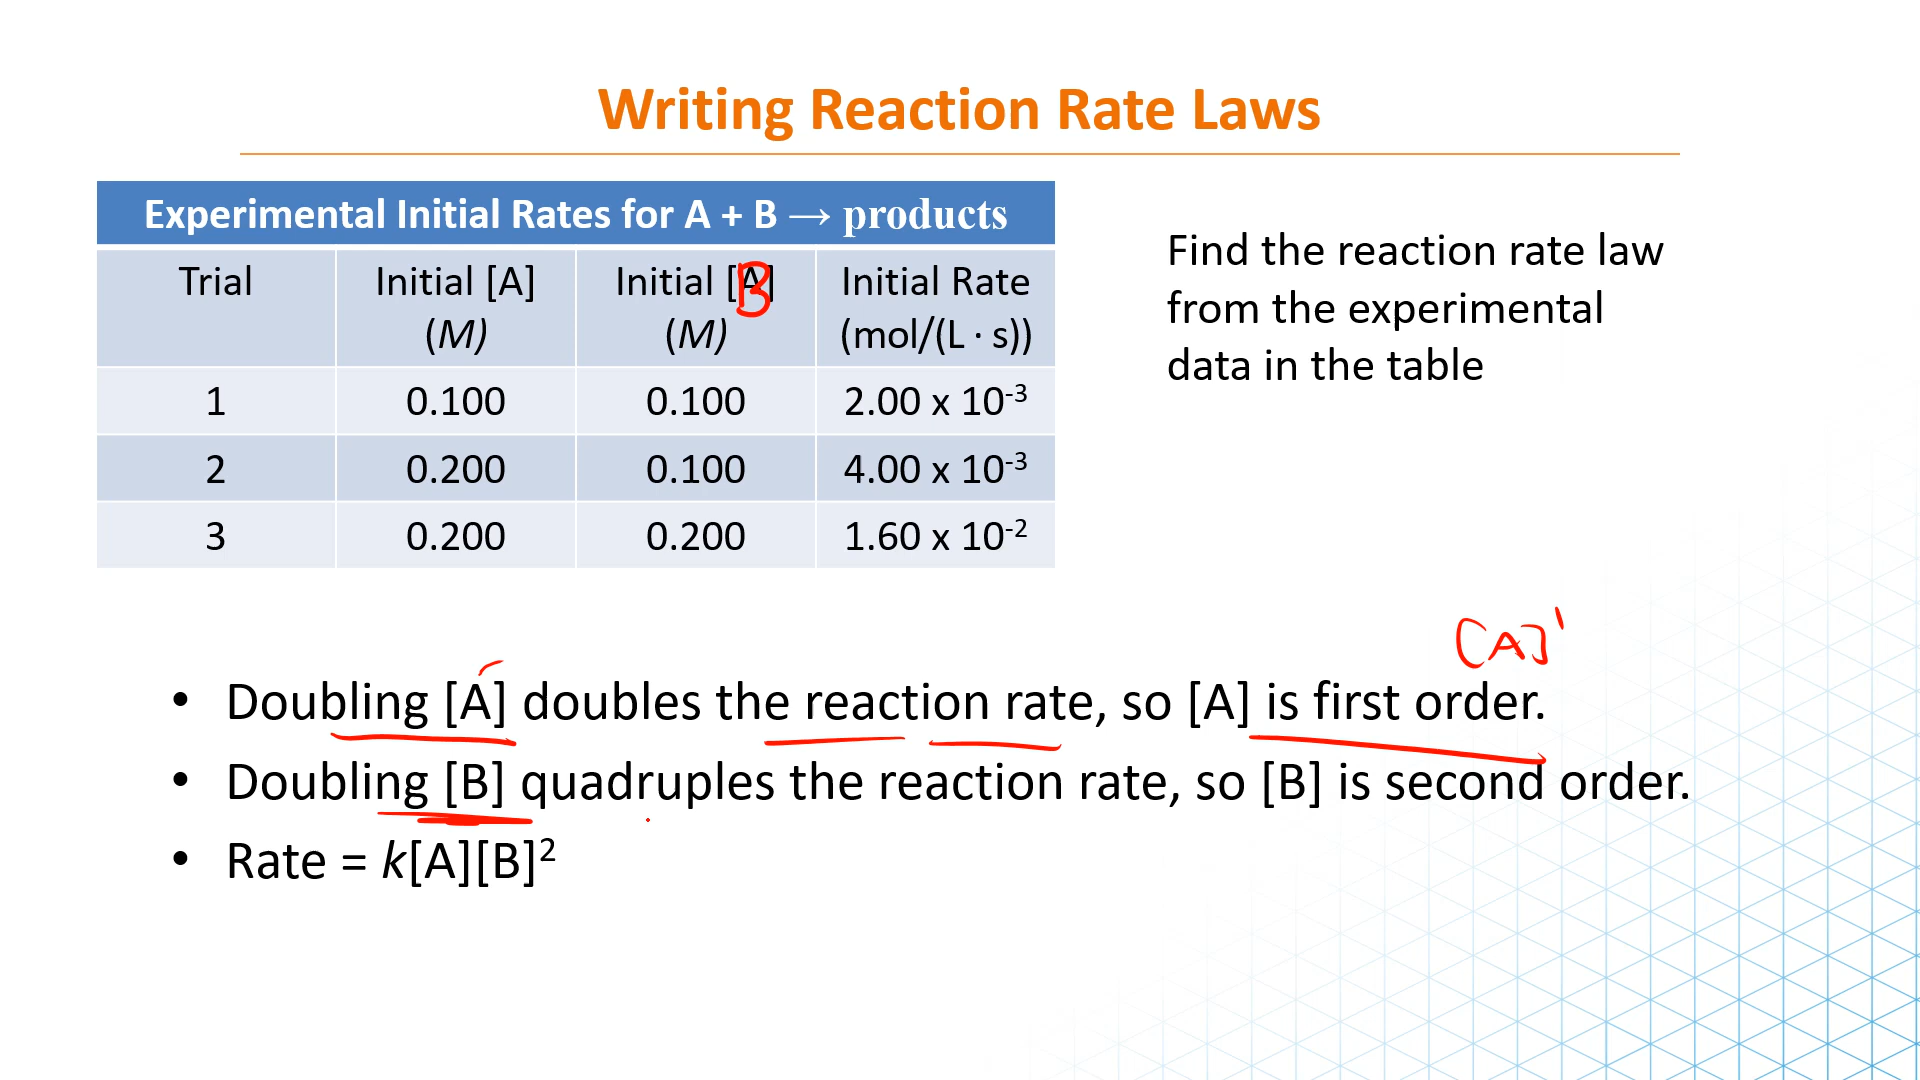 Writing Reaction Rate Laws
Experimental Initial Rates for A + B → products
Trial | Initial [A] (M) | Initial [A] B (M) | Initial Rate (mol/(L · s))
1 | 0.100 | 0.100 | 2.00 x 10⁻³
2 | 0.200 | 0.100 | 4.00 x 10⁻³
3 | 0.200 | 0.200 | 1.60 x 10⁻²
Find the reaction rate law
from the experimental
data in the table
[A]¹
• Doubling [A] doubles the reaction rate, so [A] is first order.
• Doubling [B] quadruples the reaction rate, so [B] is second order.
• Rate = k[A][B]²